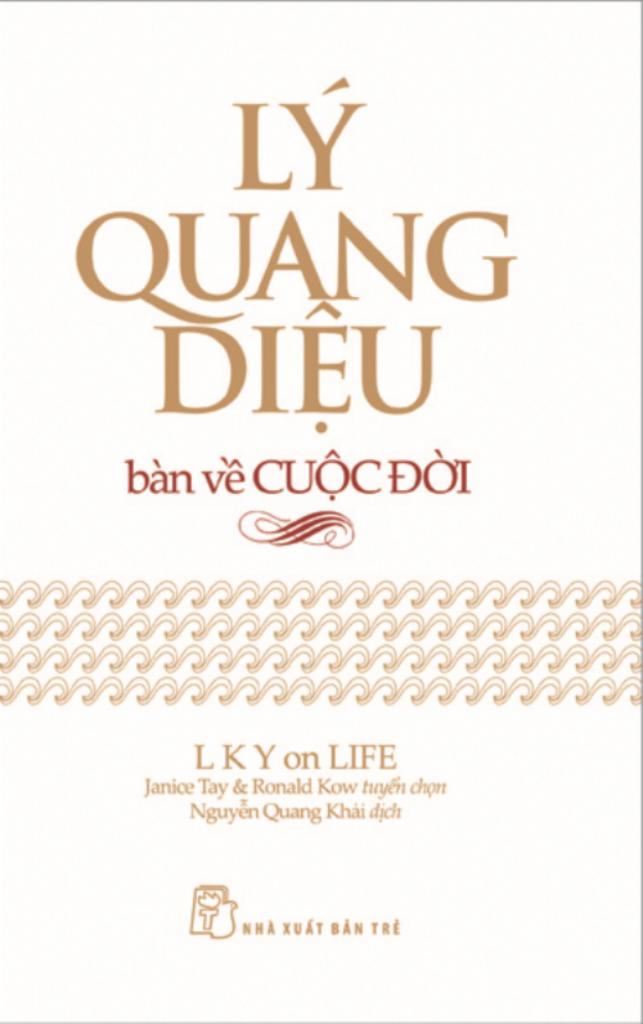 LÝ
QUANG
DIỆU
bàn về CUỘC ĐỜI
L K Y on LIFE
Janice Tay & Ronald Kow tuyển chọn
Nguyễn Quang Khải dịch
NHÀ XUẤT BẢN TRẺ